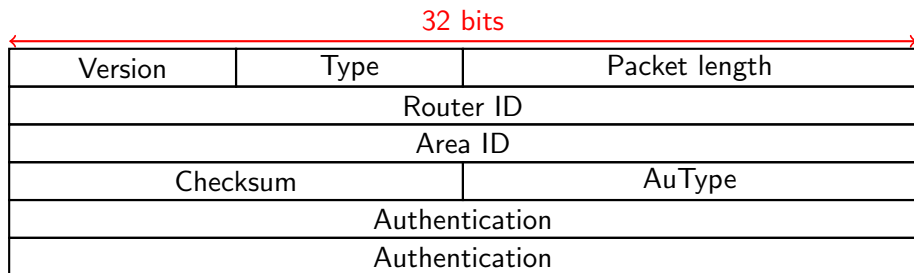 32 bits
Version Type Packet length
Router ID
Area ID
Checksum AuType
Authentication
Authentication